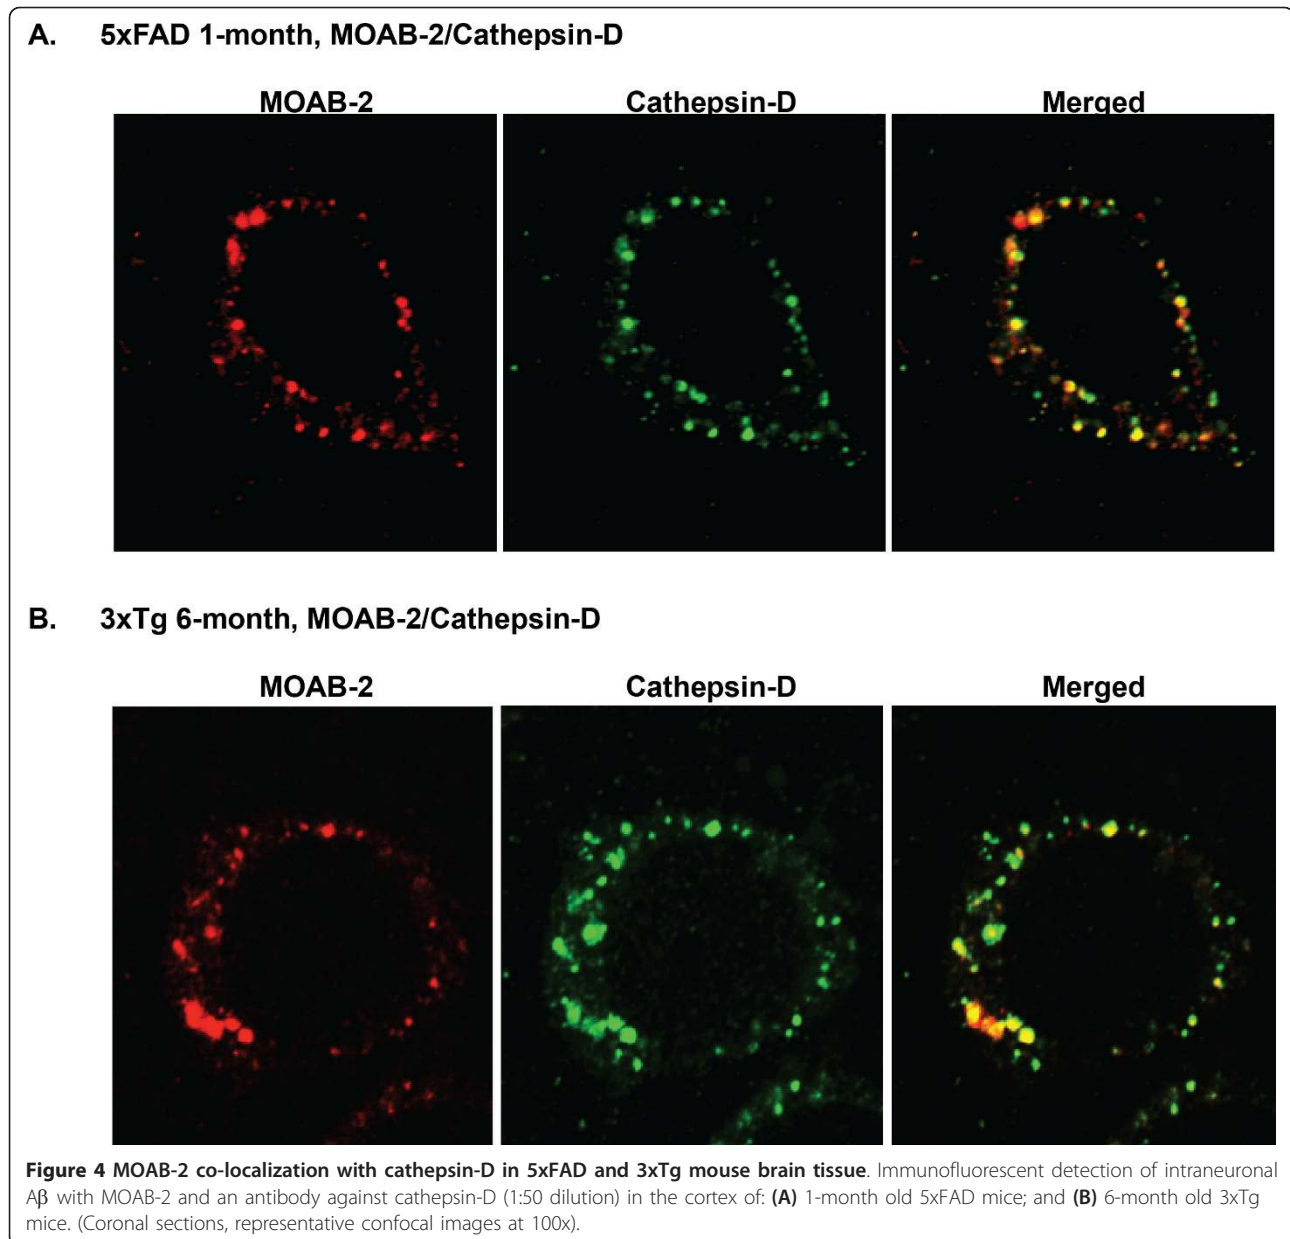 A. 5xFAD 1-month, MOAB-2/Cathepsin-D
MOAB-2 Cathepsin-D Merged
B. 3xTg 6-month, MOAB-2/Cathepsin-D
MOAB-2 Cathepsin-D Merged
Figure 4 MOAB-2 co-localization with cathepsin-D in 5xFAD and 3xTg mouse brain tissue. Immunofluorescent detection of intraneuronal
Aβ with MOAB-2 and an antibody against cathepsin-D (1:50 dilution) in the cortex of: (A) 1-month old 5xFAD mice; and (B) 6-month old 3xTg
mice. (Coronal sections, representative confocal images at 100x).